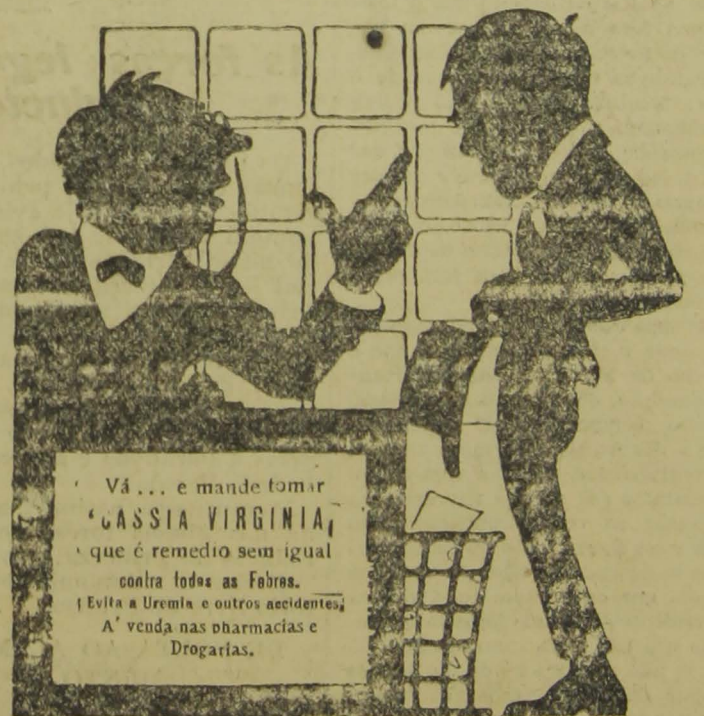 Vá... e mande tomar
CASSIA VIRGINIA,
que é remedio sem igual
contra todas as Febres.
Evita a Uremia e outros accidentes;
A' venda nas pharmacias e
Drogarias.